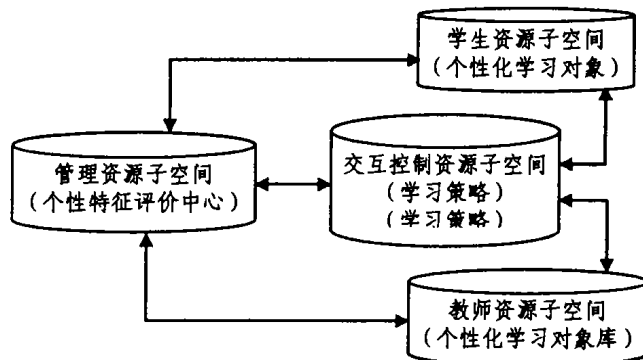 学生资源子空间
（个性化学习对象）
管理资源子空间
（个性特征评价中心）
交互控制资源子空间
（学习策略）
（学习策略）
教师资源子空间
（个性化学习对象库）